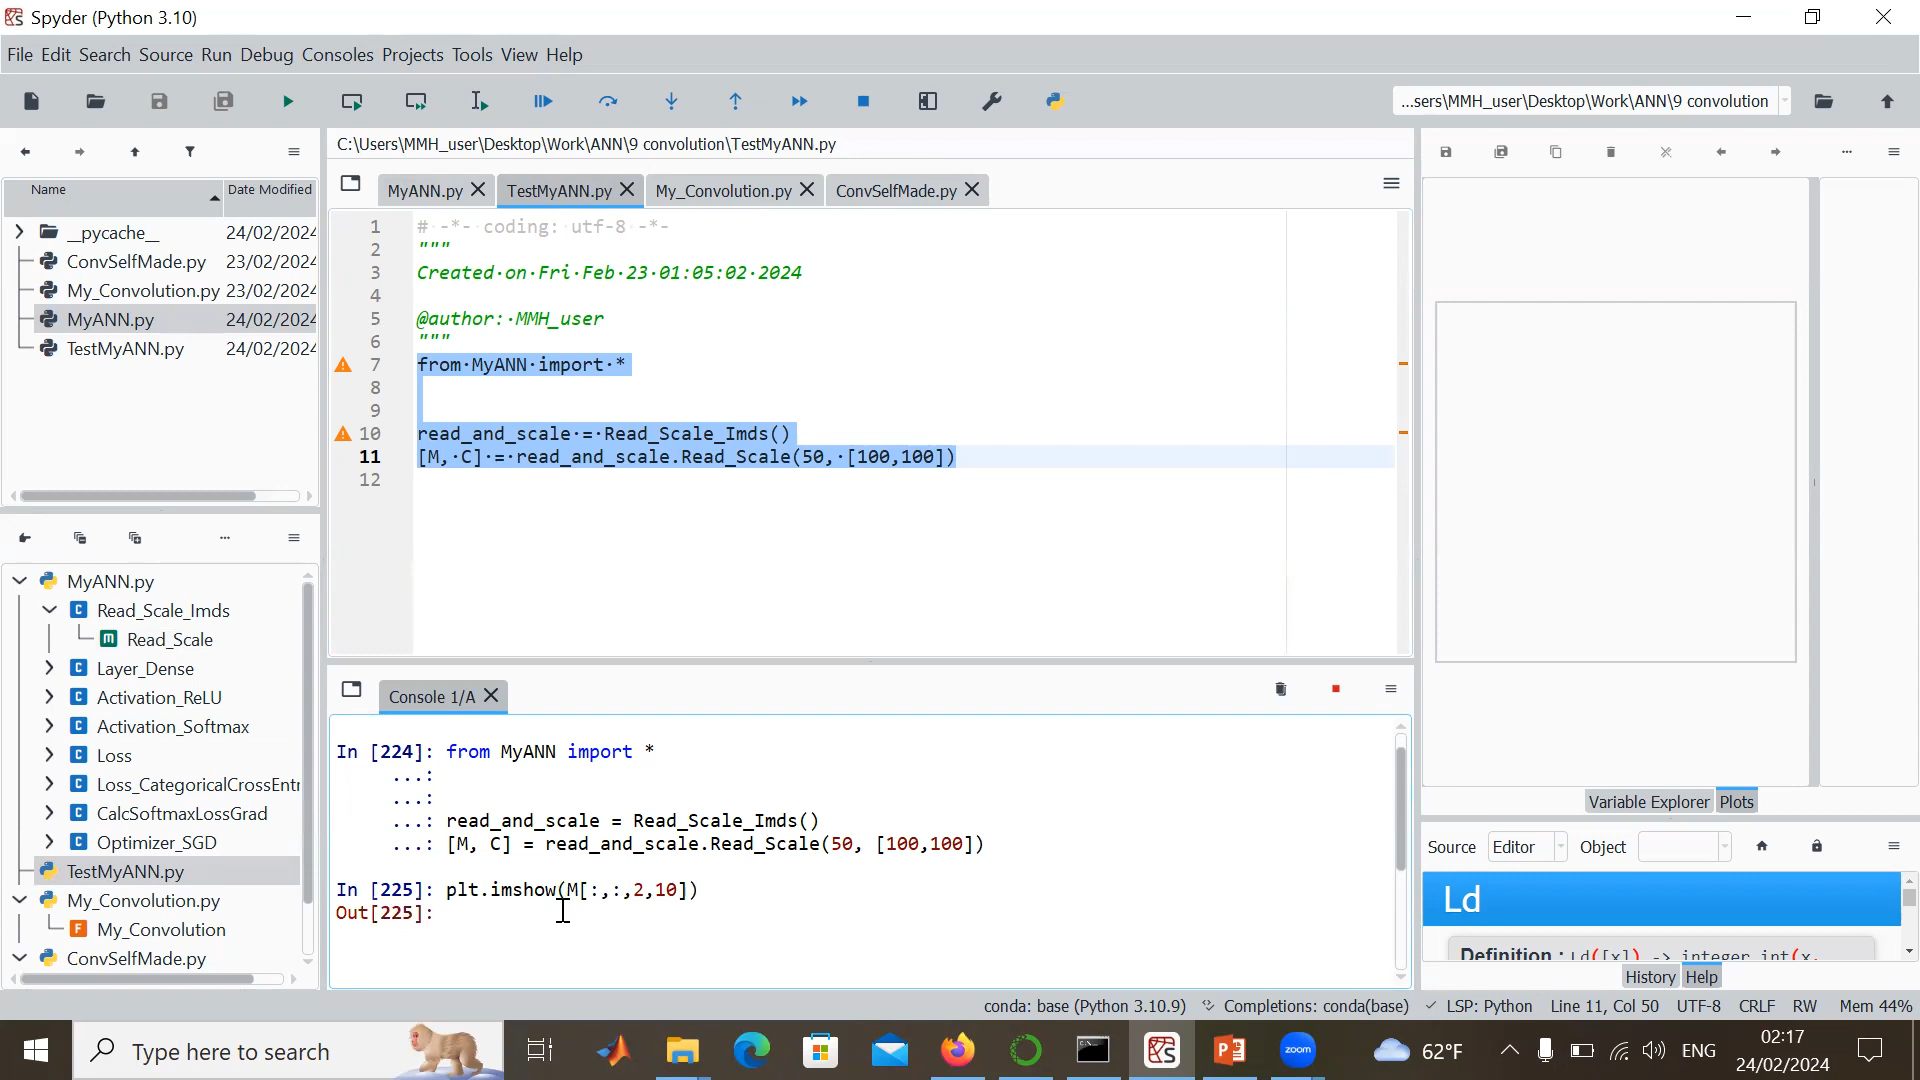 Spyder (Python 3.10)
File Edit Search Source Run Debug Consoles Projects Tools View Help
...sers\MMH_user\Desktop\Work\ANN\9 convolution
C:\Users\MMH_user\Desktop\Work\ANN\9 convolution\TestMyANN.py
Name Date Modified
__pycache__ 24/02/2024
ConvSelfMade.py 23/02/2024
My_Convolution.py 23/02/2024
MyANN.py 24/02/2024
TestMyANN.py 24/02/2024
MyANN.py TestMyANN.py My_Convolution.py ConvSelfMade.py
1 # -*- coding: utf-8 -*-
2 """
3 Created on Fri Feb 23 01:05:02 2024
4
5 @author: MMH_user
6 """
7 from MyANN import *
8
9
10 read_and_scale = Read_Scale_Imds()
11 [M, C] = read_and_scale.Read_Scale(50, [100,100])
12
MyANN.py
Read_Scale_Imds
Read_Scale
Layer_Dense
Activation_ReLU
Activation_Softmax
Loss
Loss_CategoricalCrossEntr
CalcSoftmaxLossGrad
Optimizer_SGD
TestMyANN.py
My_Convolution.py
My_Convolution
ConvSelfMade.py
Console 1/A
In [224]: from MyANN import *
...:
...:
...: read_and_scale = Read_Scale_Imds()
...: [M, C] = read_and_scale.Read_Scale(50, [100,100])
In [225]: plt.imshow(M[:,:,2,10])
Out[225]:
Variable Explorer Plots
Source Editor Object
Ld
Definition : Ld([x]) -> integer int(x,
History Help
conda: base (Python 3.10.9) Completions: conda(base) LSP: Python Line 11, Col 50 UTF-8 CRLF RW Mem 44%
Type here to search
zoom
62°F
ENG
02:17
24/02/2024